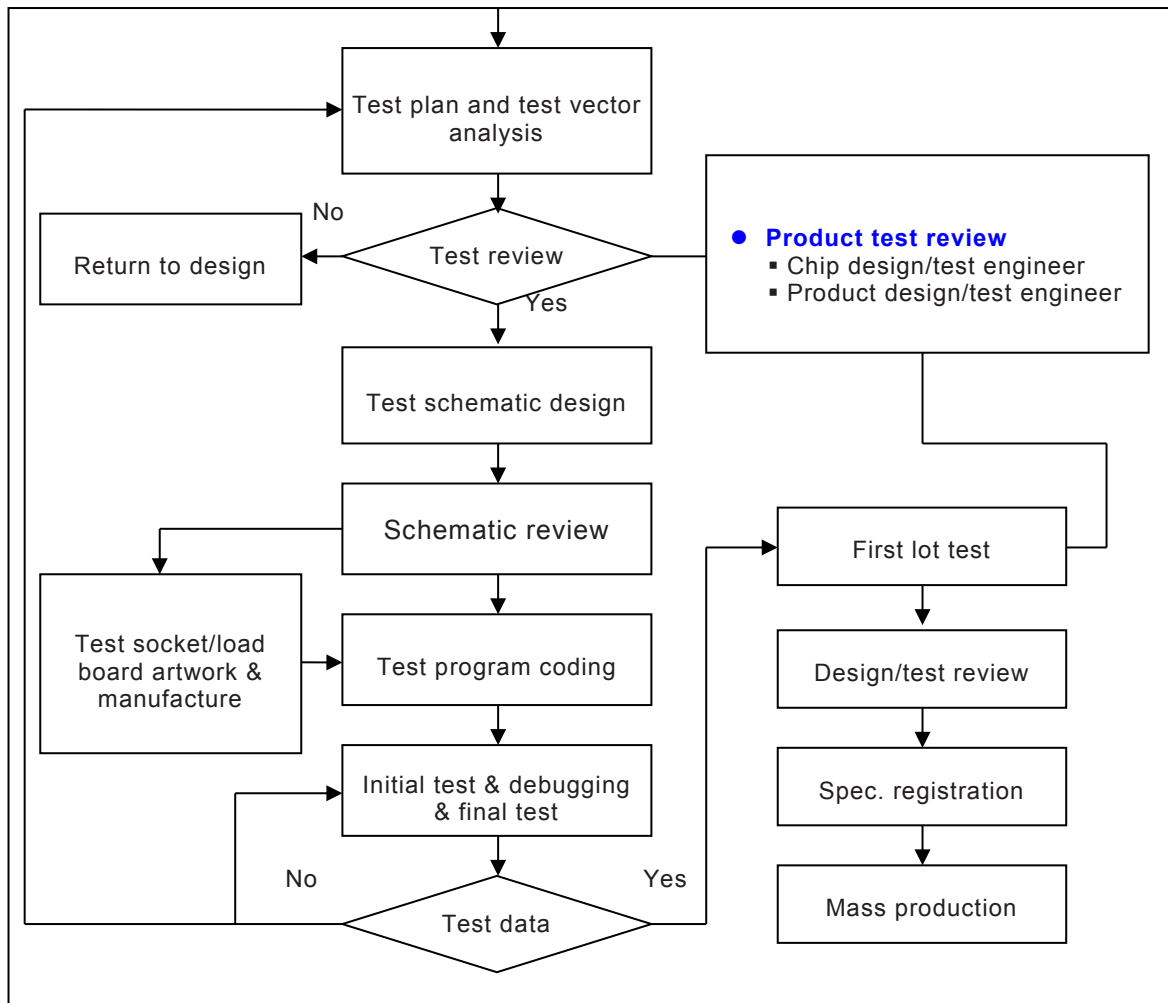 Test plan and test vector
analysis
No
Return to design
Test review
● Product test review
▪ Chip design/test engineer
▪ Product design/test engineer
Yes
Test schematic design
Schematic review
First lot test
Test socket/load
board artwork &
manufacture
Test program coding
Design/test review
Initial test & debugging
& final test
Spec. registration
No
Yes
Test data
Mass production